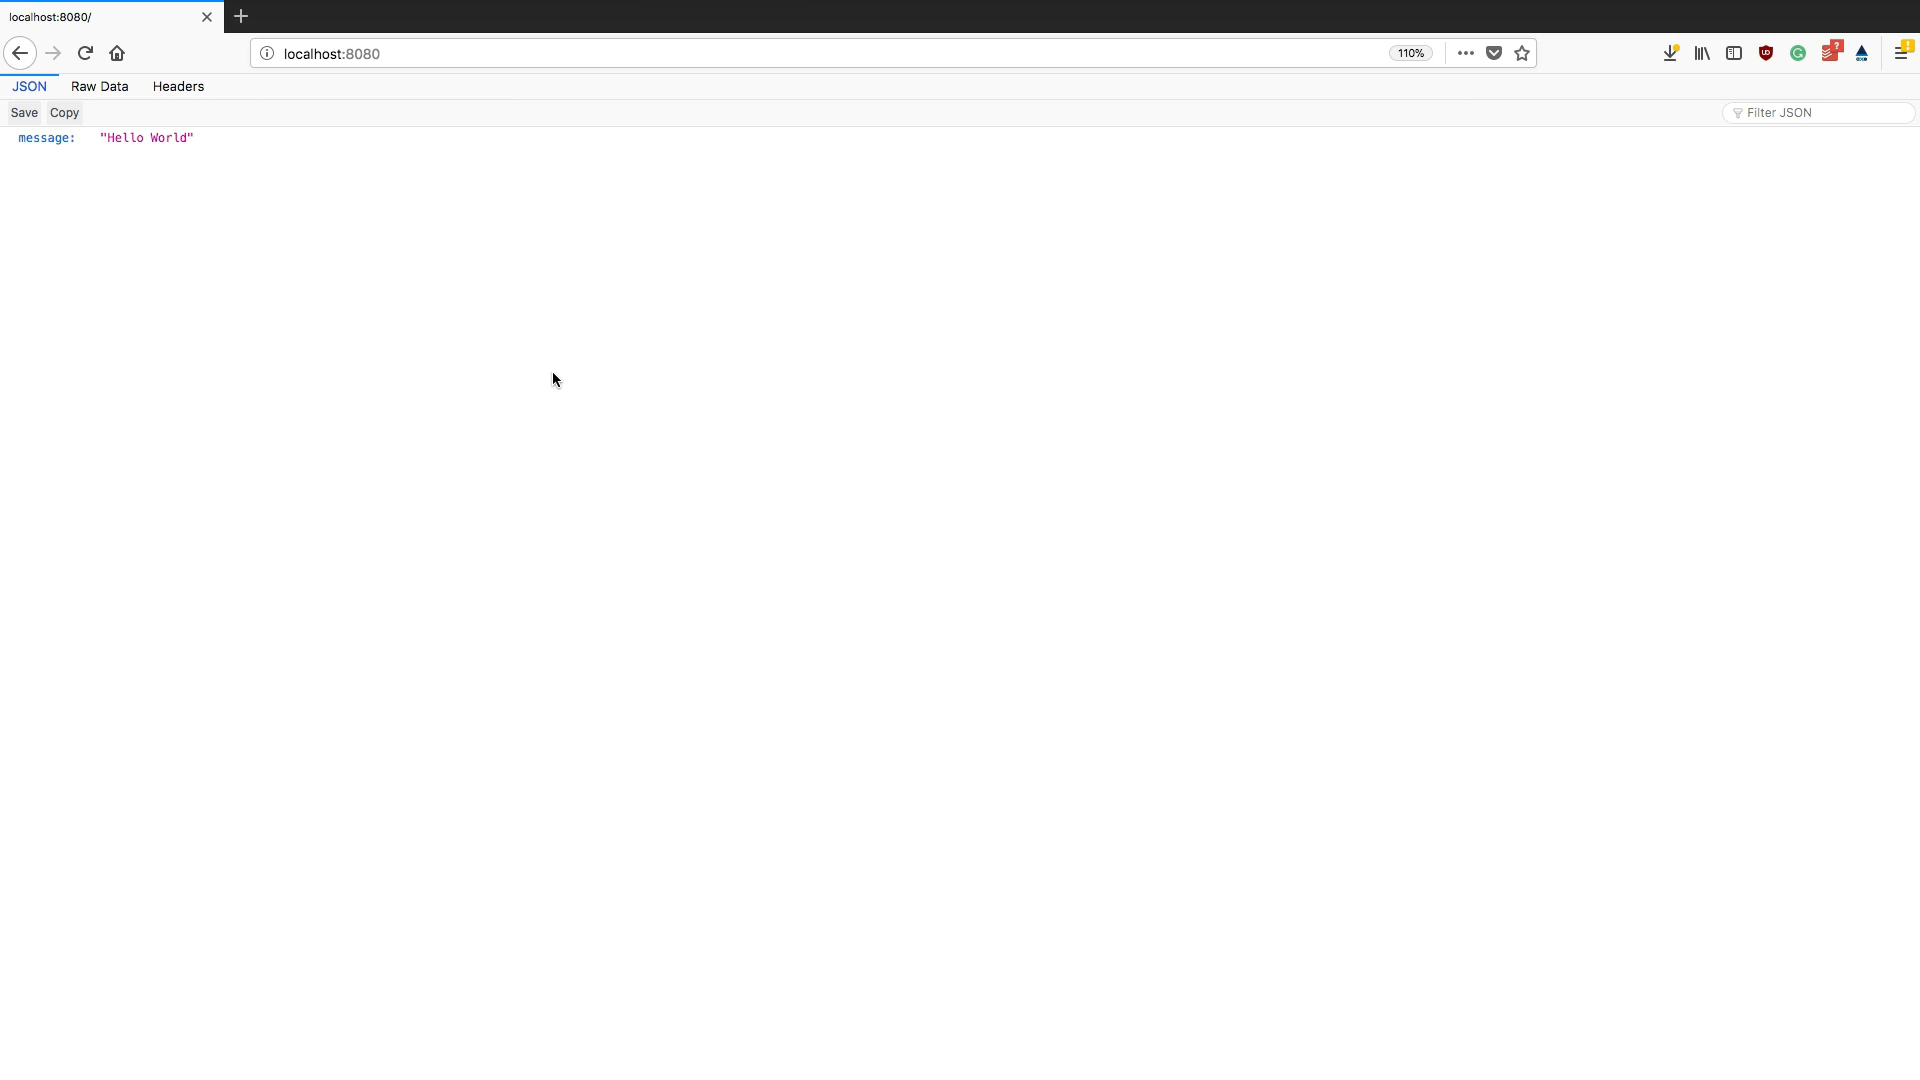 localhost:8080/
localhost:8080 110%
JSON Raw Data Headers
Save Copy Filter JSON
message: "Hello World"